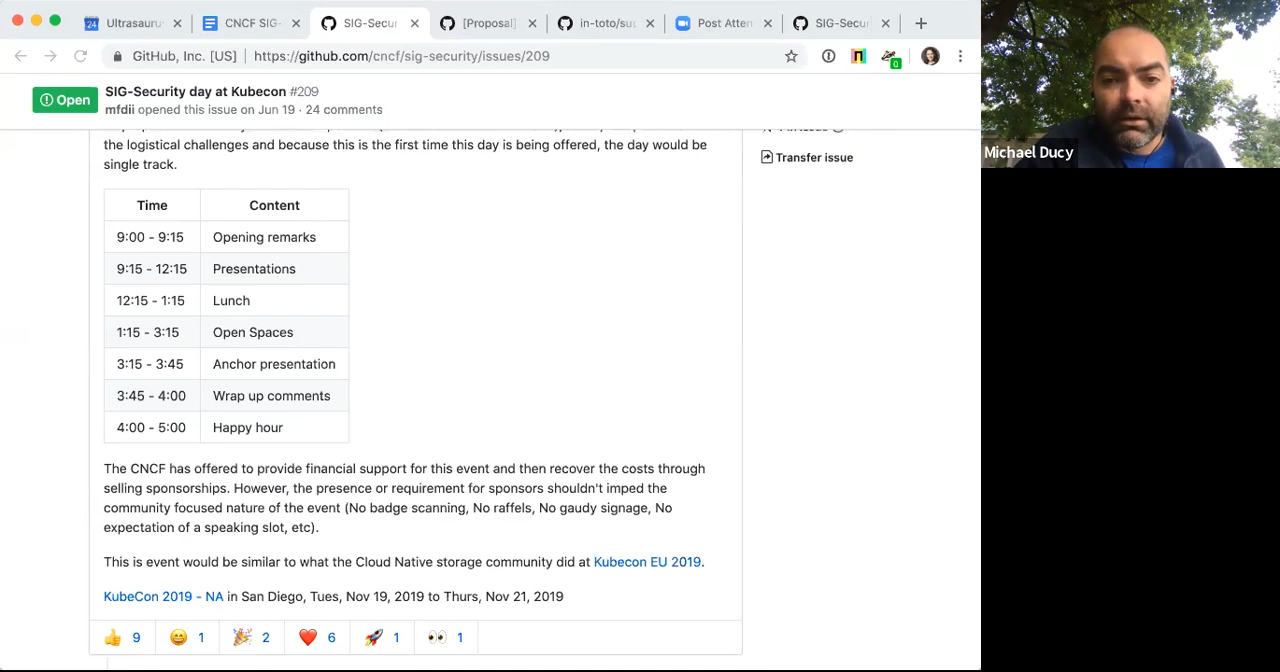 24 Ultrasauru
CNCF SIG-
SIG-Secur
[Proposal]
in-toto/sup
Post Atten
SIG-Secur
GitHub, Inc. [US] | https://github.com/cncf/sig-security/issues/209
0
Open
SIG-Security day at Kubecon #209
mfdii opened this issue on Jun 19 · 24 comments
the logistical challenges and because this is the first time this day is being offered, the day would be
single track.
Transfer issue
Time Content
9:00 - 9:15 Opening remarks
9:15 - 12:15 Presentations
12:15 - 1:15 Lunch
1:15 - 3:15 Open Spaces
3:15 - 3:45 Anchor presentation
3:45 - 4:00 Wrap up comments
4:00 - 5:00 Happy hour
The CNCF has offered to provide financial support for this event and then recover the costs through
selling sponsorships. However, the presence or requirement for sponsors shouldn't imped the
community focused nature of the event (No badge scanning, No raffels, No gaudy signage, No
expectation of a speaking slot, etc).
This is event would be similar to what the Cloud Native storage community did at Kubecon EU 2019.
KubeCon 2019 - NA in San Diego, Tues, Nov 19, 2019 to Thurs, Nov 21, 2019
9 1 2 6 1 1
Michael Ducy